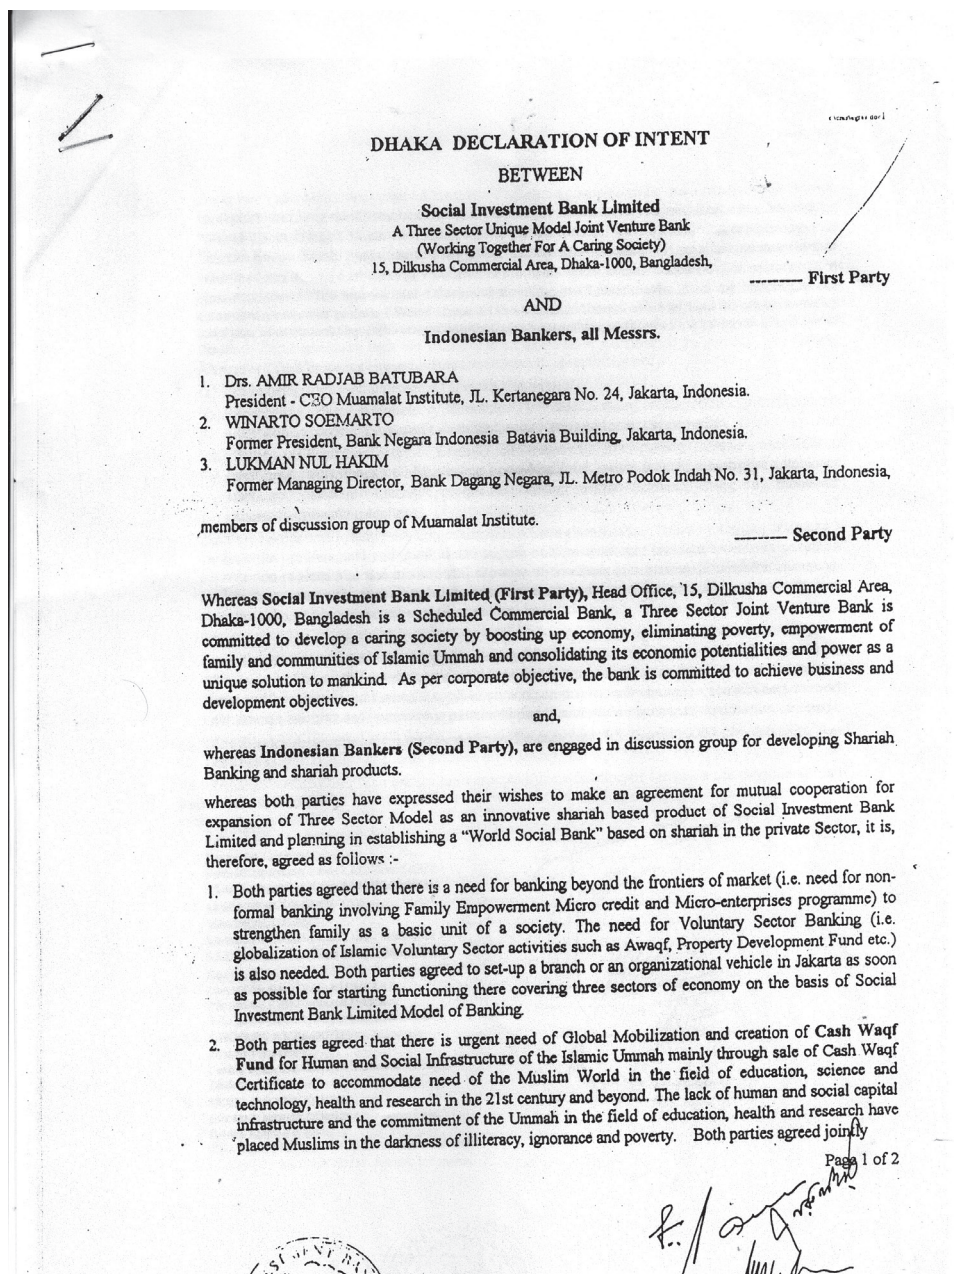 DHAKA DECLARATION OF INTENT
BETWEEN
Social Investment Bank Limited
A Three Sector Unique Model Joint Venture Bank
(Working Together For A Caring Society)
15, Dilkusha Commercial Area, Dhaka-1000, Bangladesh,
-------- First Party
AND
Indonesian Bankers, all Messrs.
1. Drs. AMIR RADJAB BATUBARA
President - CEO Muamalat Institute, JL. Kertanegara No. 24, Jakarta, Indonesia.
2. WINARTO SOEMARTO
Former President, Bank Negara Indonesia Batavia Building, Jakarta, Indonesia.
3. LUKMAN NUL HAKIM
Former Managing Director, Bank Dagang Negara, JL. Metro Podok Indah No. 31, Jakarta, Indonesia,
members of discussion group of Muamalat Institute.
-------- Second Party
Whereas Social Investment Bank Limited (First Party), Head Office, 15, Dilkusha Commercial Area,
Dhaka-1000, Bangladesh is a Scheduled Commercial Bank, a Three Sector Joint Venture Bank is
committed to develop a caring society by boosting up economy, eliminating poverty, empowerment of
family and communities of Islamic Ummah and consolidating its economic potentialities and power as a
unique solution to mankind. As per corporate objective, the bank is committed to achieve business and
development objectives.
and,
whereas Indonesian Bankers (Second Party), are engaged in discussion group for developing Shariah
Banking and shariah products.
whereas both parties have expressed their wishes to make an agreement for mutual cooperation for
expansion of Three Sector Model as an innovative shariah based product of Social Investment Bank
Limited and planning in establishing a “World Social Bank” based on shariah in the private Sector, it is,
therefore, agreed as follows :-
1. Both parties agreed that there is a need for banking beyond the frontiers of market (i.e. need for non-
formal banking involving Family Empowerment Micro credit and Micro-enterprises programme) to
strengthen family as a basic unit of a society. The need for Voluntary Sector Banking (i.e.
globalization of Islamic Voluntary Sector activities such as Awaqf, Property Development Fund etc.)
is also needed. Both parties agreed to set-up a branch or an organizational vehicle in Jakarta as soon
as possible for starting functioning there covering three sectors of economy on the basis of Social
Investment Bank Limited Model of Banking.
2. Both parties agreed that there is urgent need of Global Mobilization and creation of Cash Waqf
Fund for Human and Social Infrastructure of the Islamic Ummah mainly through sale of Cash Waqf
Certificate to accommodate need of the Muslim World in the field of education, science and
technology, health and research in the 21st century and beyond. The lack of human and social capital
infrastructure and the commitment of the Ummah in the field of education, health and research have
placed Muslims in the darkness of illiteracy, ignorance and poverty. Both parties agreed jointly
Page 1 of 2